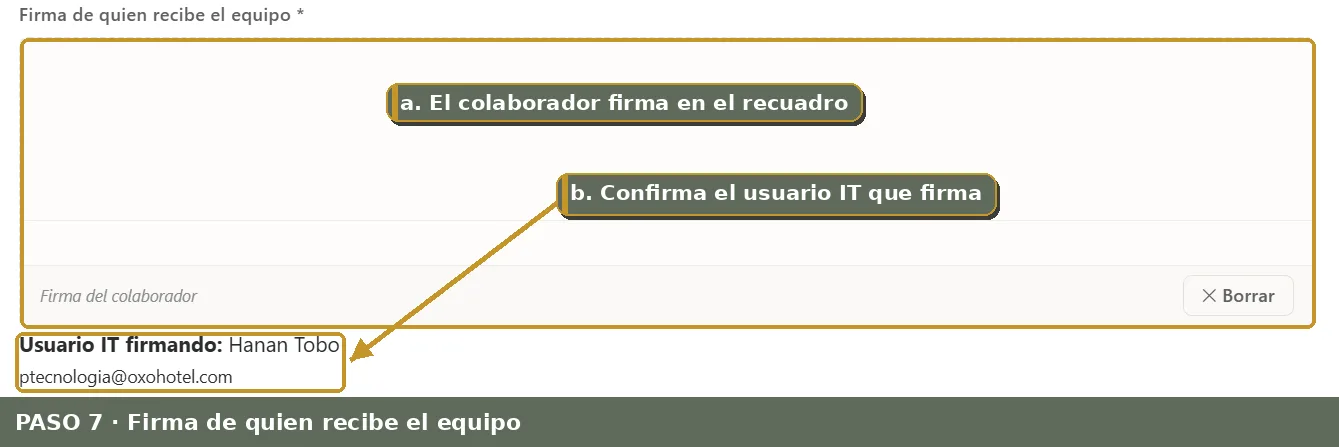 Firma de quien recibe el equipo *
a. El colaborador firma en el recuadro
b. Confirma el usuario IT que firma
Firma del colaborador
× Borrar
Usuario IT firmando: Hanan Tobo
ptecnologia@oxohotel.com
PASO 7 · Firma de quien recibe el equipo